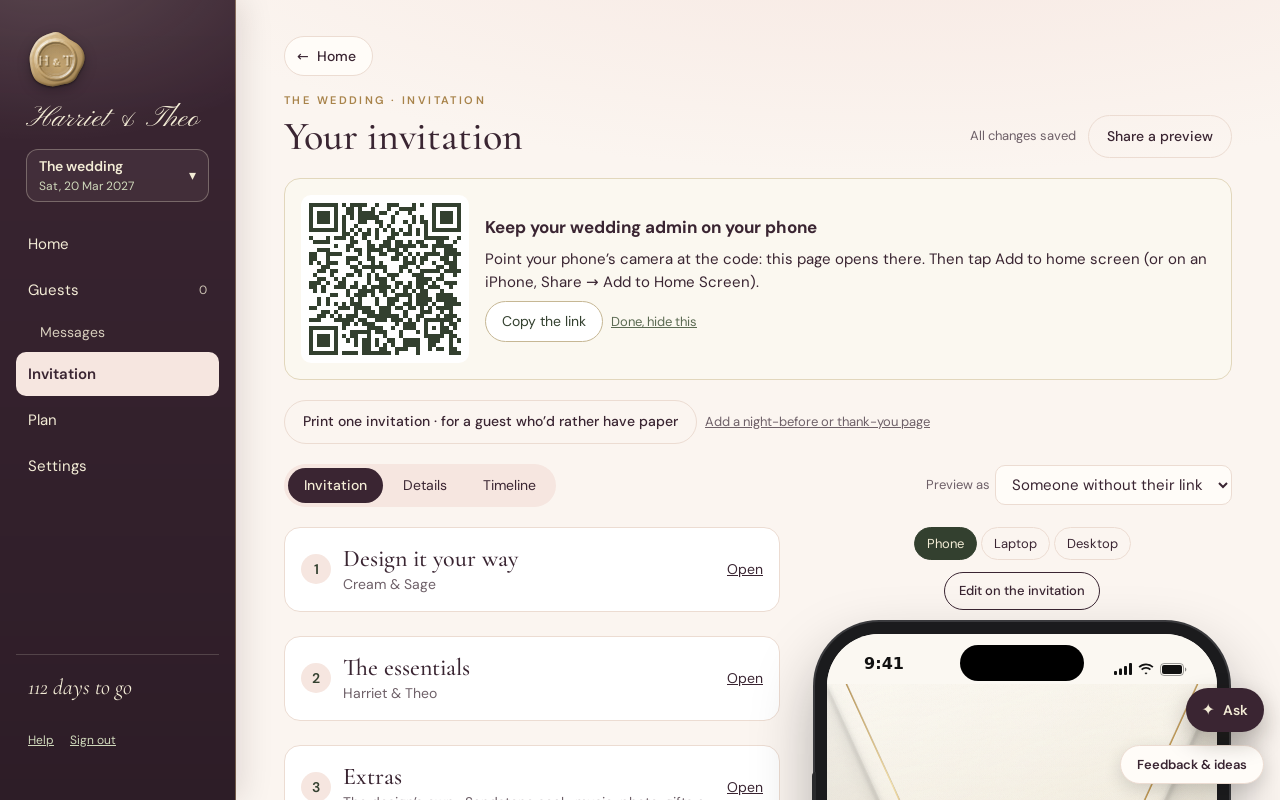 H & T
Harriet & Theo
The wedding
Sat, 20 Mar 2027
▾
Home
Guests 0
Messages
Invitation
Plan
Settings
112 days to go
Help Sign out
← Home
THE WEDDING · INVITATION
Your invitation
All changes saved
Share a preview
Keep your wedding admin on your phone
Point your phone’s camera at the code: this page opens there. Then tap Add to home screen (or on an
iPhone, Share → Add to Home Screen).
Copy the link
Done, hide this
Print one invitation · for a guest who’d rather have paper
Add a night-before or thank-you page
Invitation Details Timeline
Preview as Someone without their link
1
Design it your way
Cream & Sage
Open
2
The essentials
Harriet & Theo
Open
3
Extras
Open
Phone Laptop Desktop
Edit on the invitation
9:41
✦ Ask
Feedback & ideas